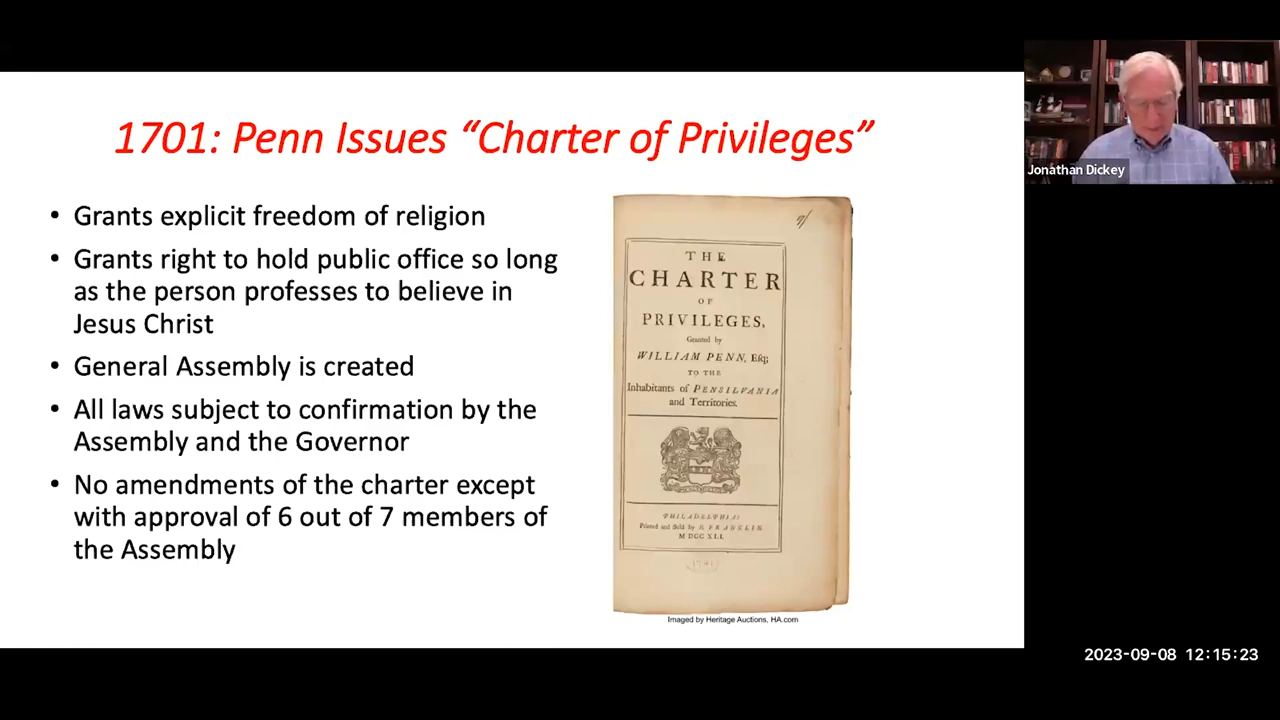 1701: Penn Issues “Charter of Privileges”
• Grants explicit freedom of religion
• Grants right to hold public office so long
as the person professes to believe in
Jesus Christ
• General Assembly is created
• All laws subject to confirmation by the
Assembly and the Governor
• No amendments of the charter except
with approval of 6 out of 7 members of
the Assembly
THE
CHARTER
OF
PRIVILEGES,
Granted by
WILLIAM PENN, Esq;
TO THE
Inhabitants of PENSILVANIA
and Territories.
PHILADELPHIA:
Printed and Sold by B. FRANKLIN
M DCC XLI.
1741
Imaged by Heritage Auctions, HA.com
Jonathan Dickey
2023-09-08 12:15:23